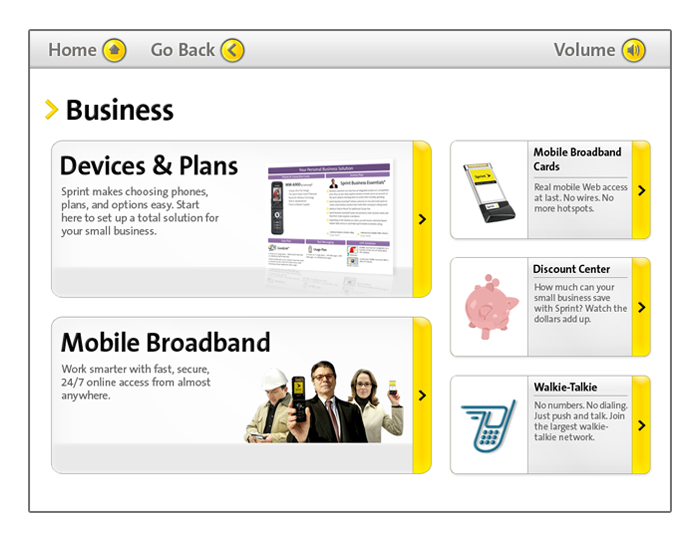 Home
Go Back
Volume
Business
Devices & Plans
Sprint makes choosing phones,
plans, and options easy. Start
here to set up a total solution for
your small business.
Your Personal Business Solution
Sprint Business Essentials
Mobile Broadband
Work smarter with fast, secure,
24/7 online access from almost
anywhere.
Mobile Broadband
Cards
Real mobile Web access
at last. No wires. No
more hotspots.
Sprint
Discount Center
How much can your
small business save
with Sprint? Watch the
dollars add up.
Walkie-Talkie
No numbers. No dialing.
Just push and talk. Join
the largest walkie-
talkie network.